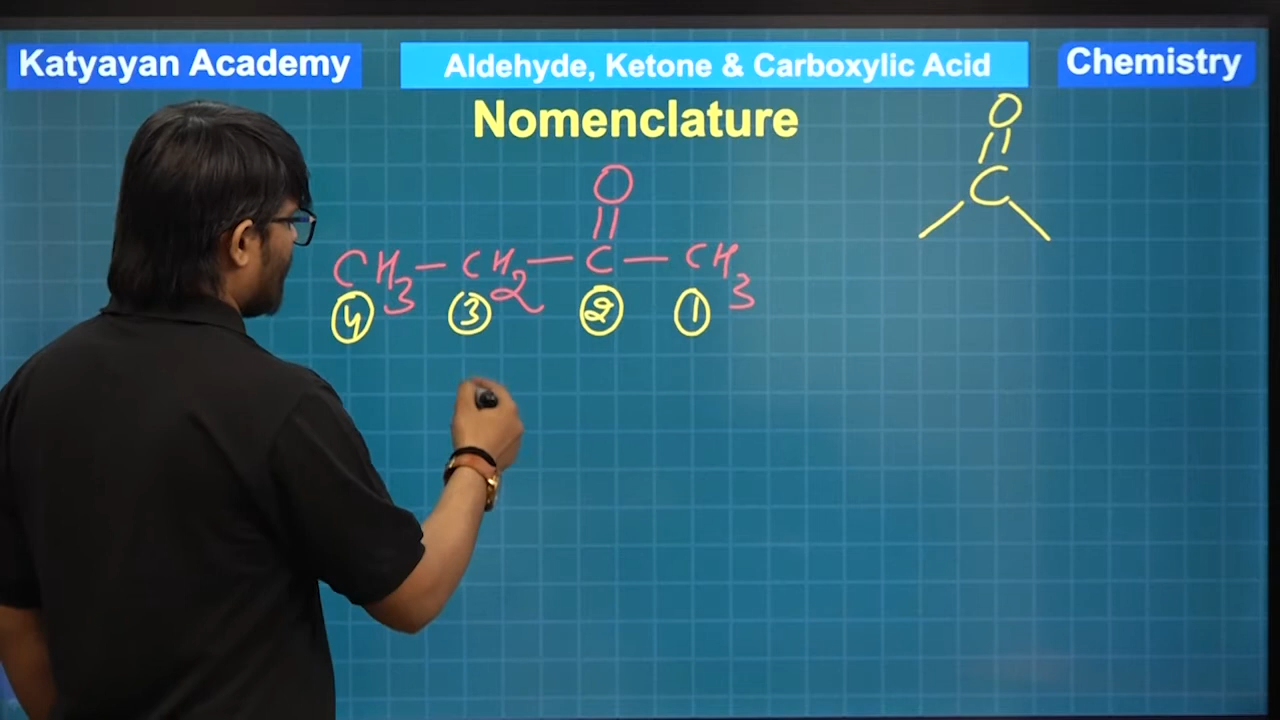 Katyayan Academy
Aldehyde, Ketone & Carboxylic Acid
Chemistry
Nomenclature
O
||
C
O
||
CH3 — CH2 — C — CH3
4 3 2 1